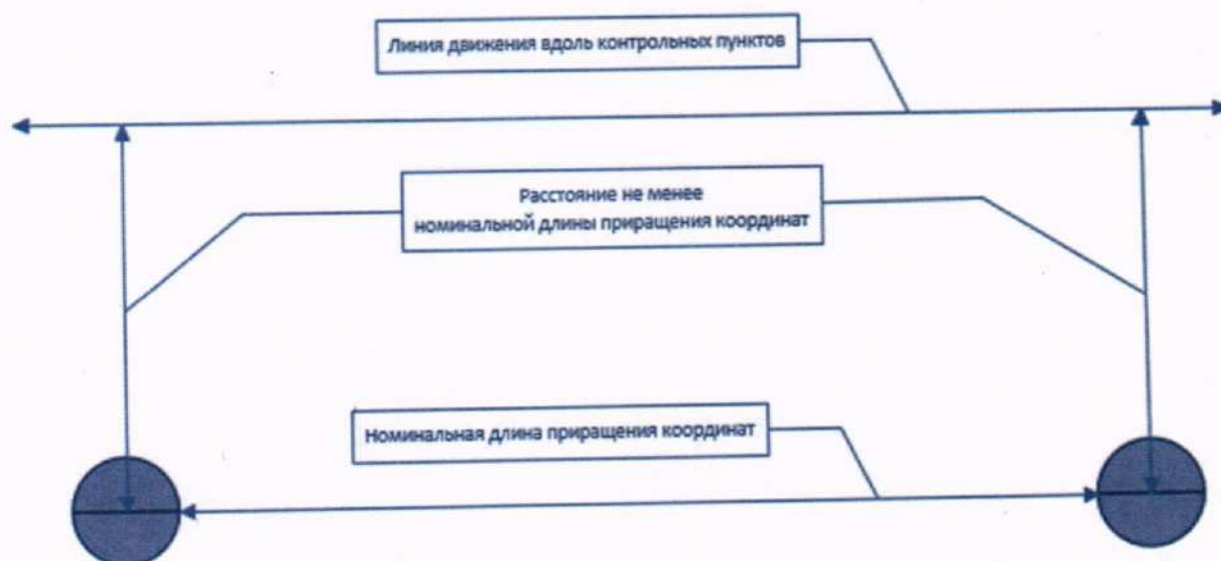 Линия движения вдоль контрольных пунктов
Расстояние не менее
номинальной длины приращения координат
Номинальная длина приращения координат